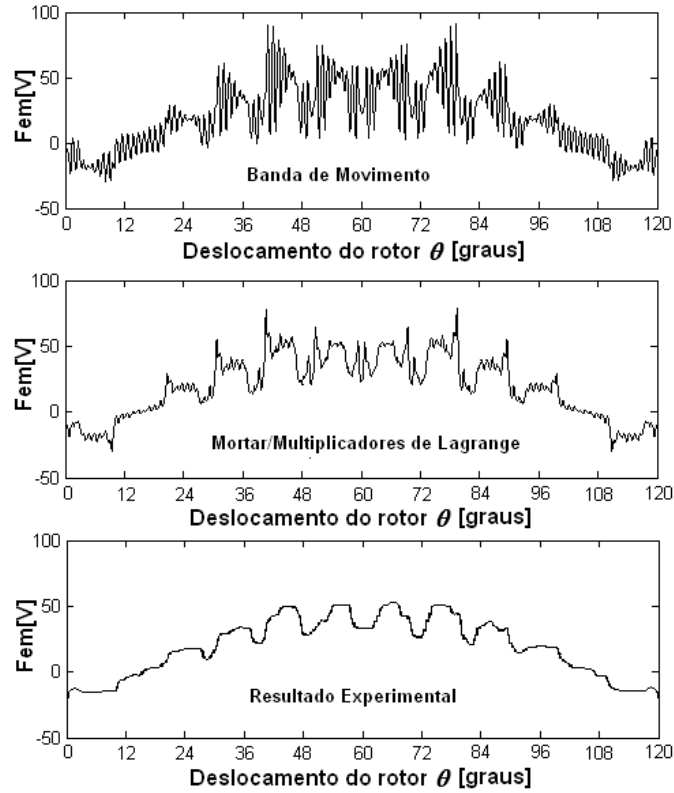 100
50
0
-50
Fem[V]
Banda de Movimento
0 12 24 36 48 60 72 84 96 108 120
Deslocamento do rotor θ [graus]
100
50
0
-50
Fem[V]
Mortar/Multiplicadores de Lagrange
0 12 24 36 48 60 72 84 96 108 120
Deslocamento do rotor θ [graus]
100
50
0
-50
Fem[V]
Resultado Experimental
0 12 24 36 48 60 72 84 96 108 120
Deslocamento do rotor θ [graus]